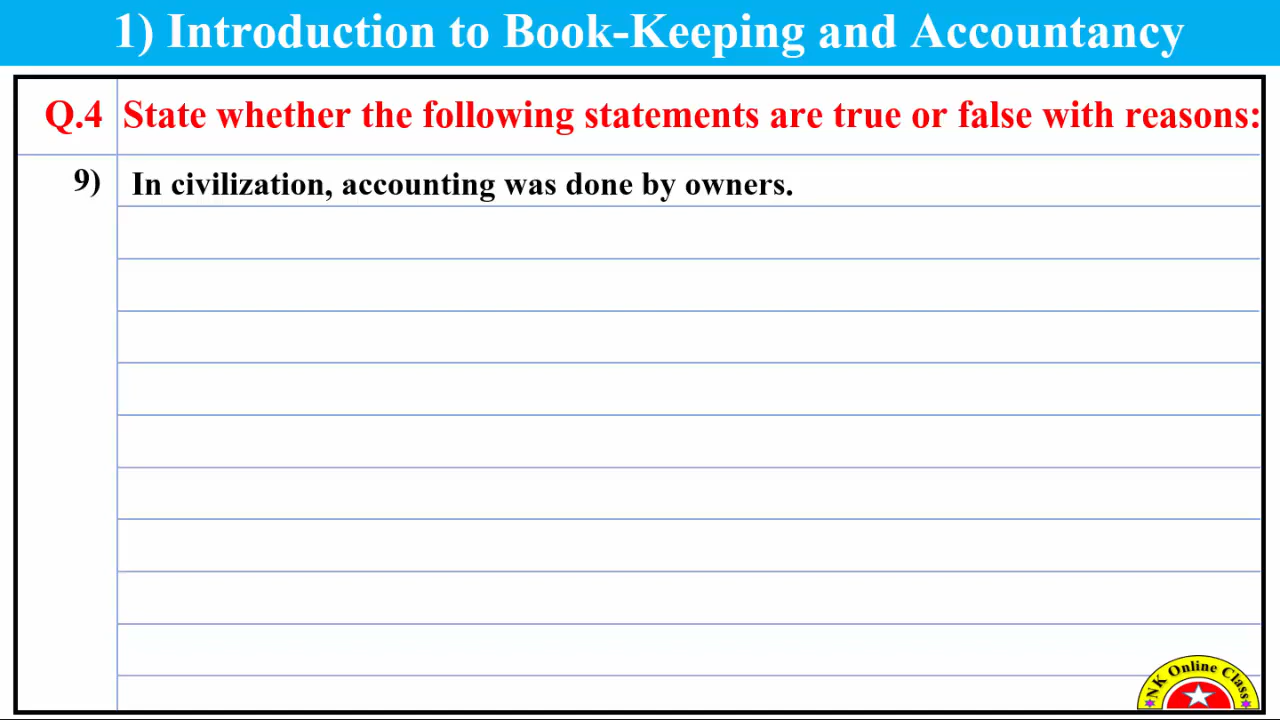 1) Introduction to Book-Keeping and Accountancy
Q.4 State whether the following statements are true or false with reasons:
9) In civilization, accounting was done by owners.
NK Online Class